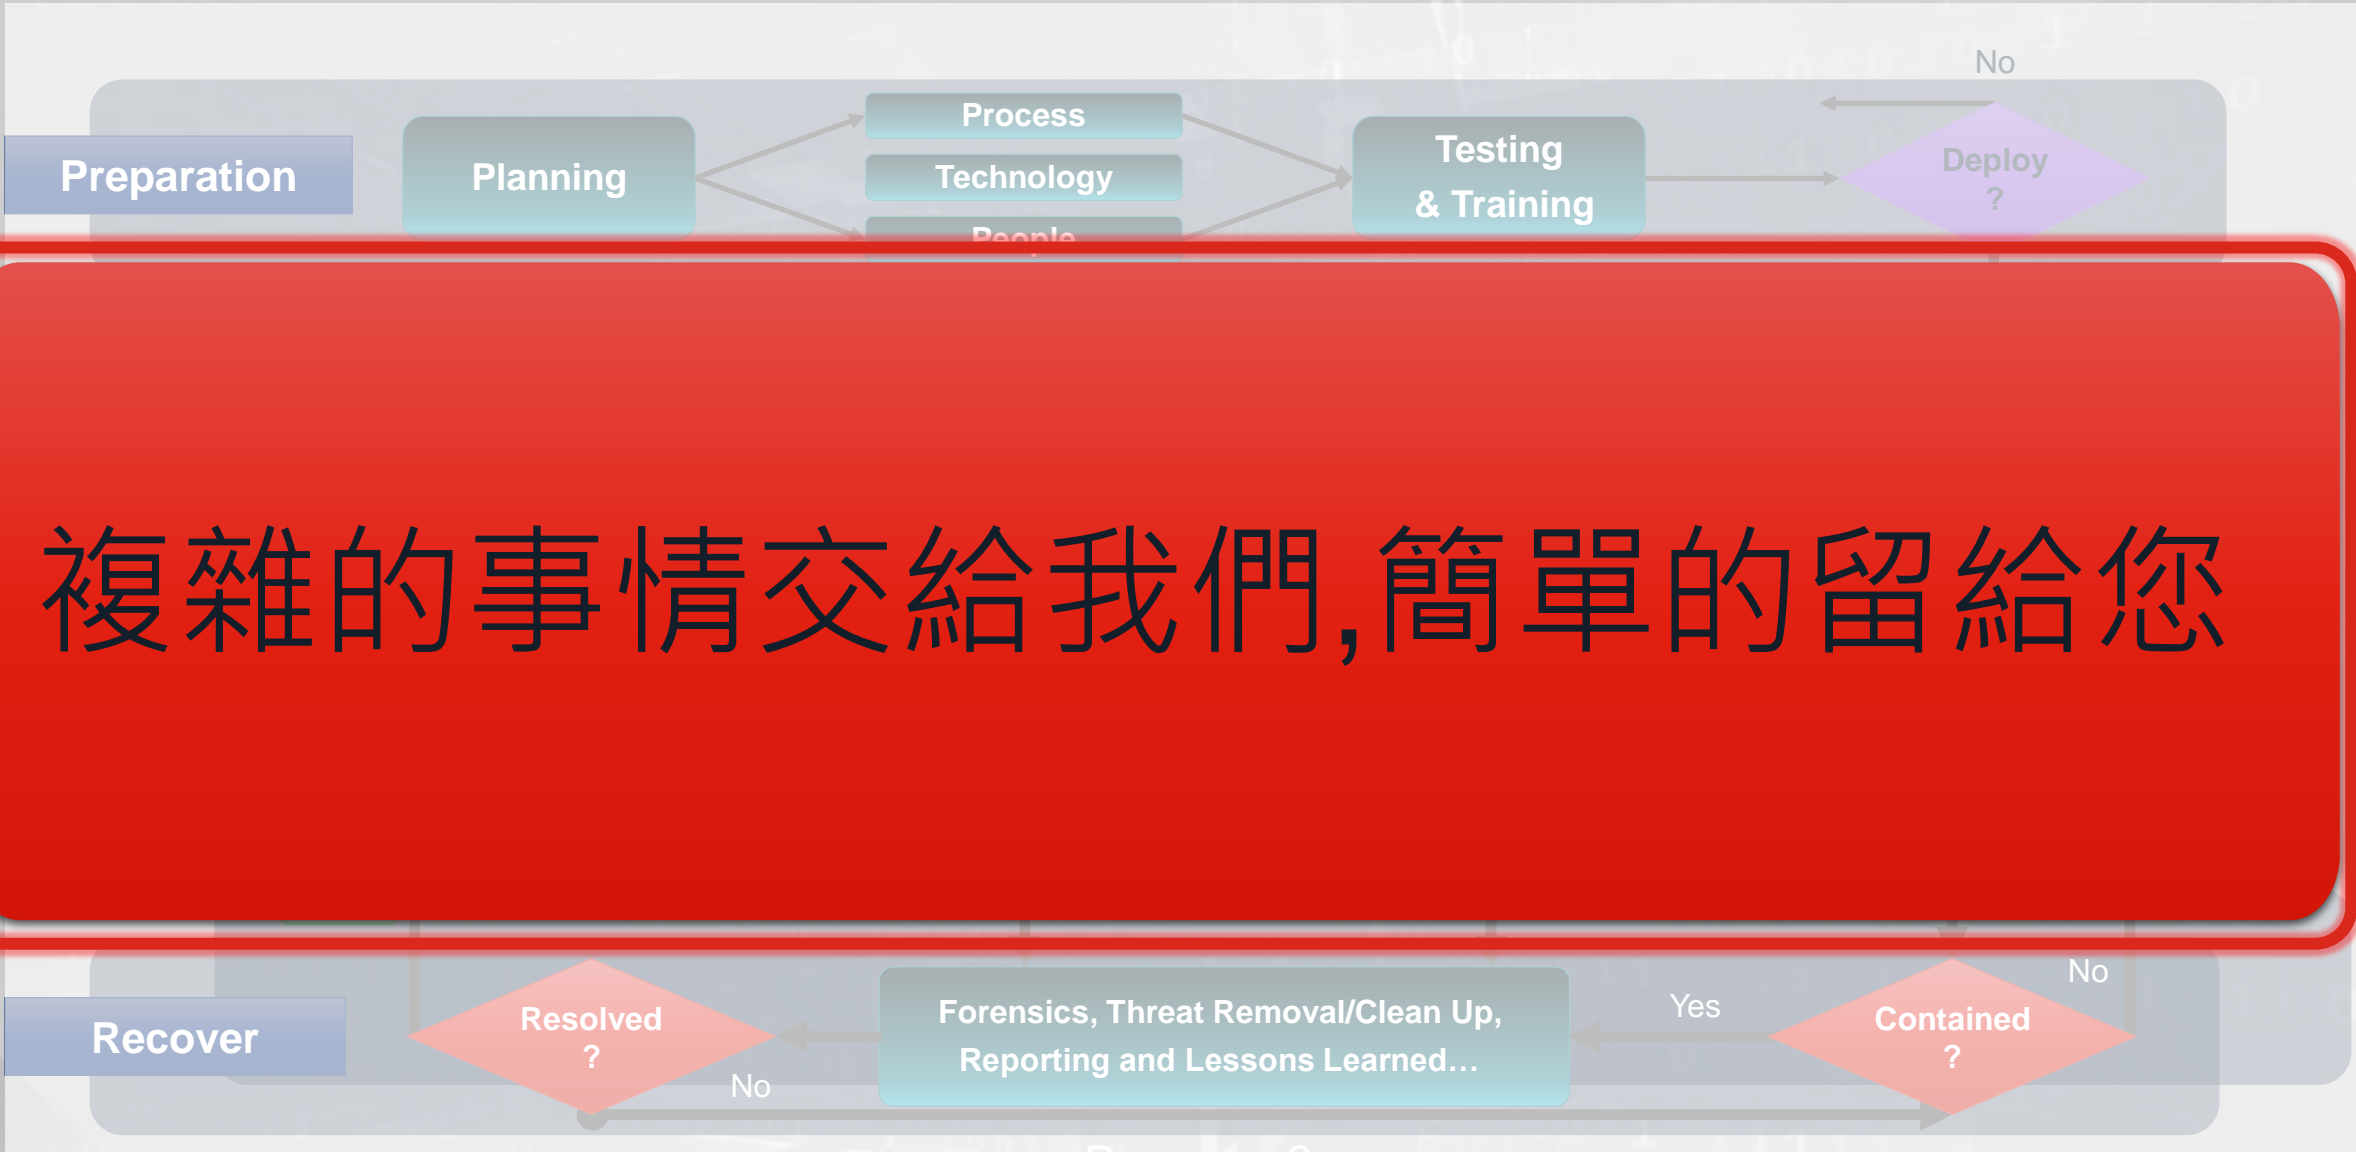 No
Preparation
Planning
Process
Technology
People
Testing
& Training
Deploy
?
複雜的事情交給我們,簡單的留給您
Recover
Resolved
?
No
Forensics, Threat Removal/Clean Up,
Reporting and Lessons Learned...
Yes
Contained
?
No